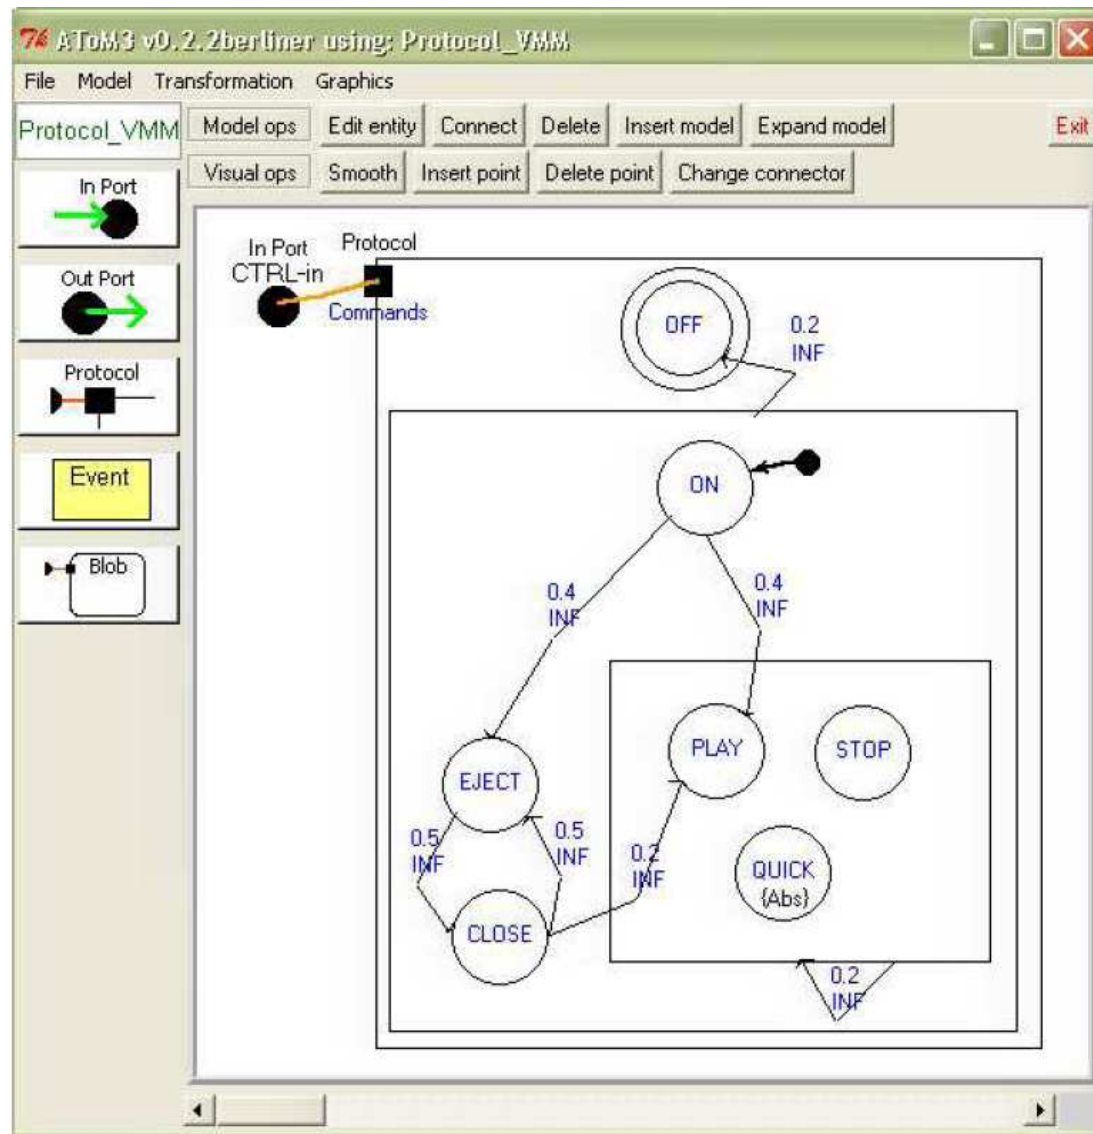 AToM3 v0.2.2berliner using: Protocol_VMM
File Model Transformation Graphics
Protocol_VMM
Model ops Edit entity Connect Delete Insert model Expand model Exit
Visual ops Smooth Insert point Delete point Change connector
In Port
Out Port
Protocol
Event
Blob
In Port
CTRL-in
Protocol
Commands
OFF
0.2
INF
ON
0.4
INF
0.4
INF
PLAY
STOP
EJECT
0.5
INF
0.5
INF
0.2
INF
QUICK
{Abs}
CLOSE
0.2
INF